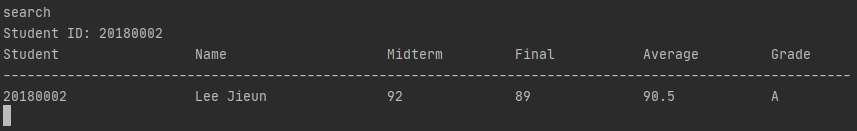 search
Student ID: 20180002
Student Name Midterm Final Average Grade
----------------------------------------------------------------------------------------------------------
20180002 Lee Jieun 92 89 90.5 A